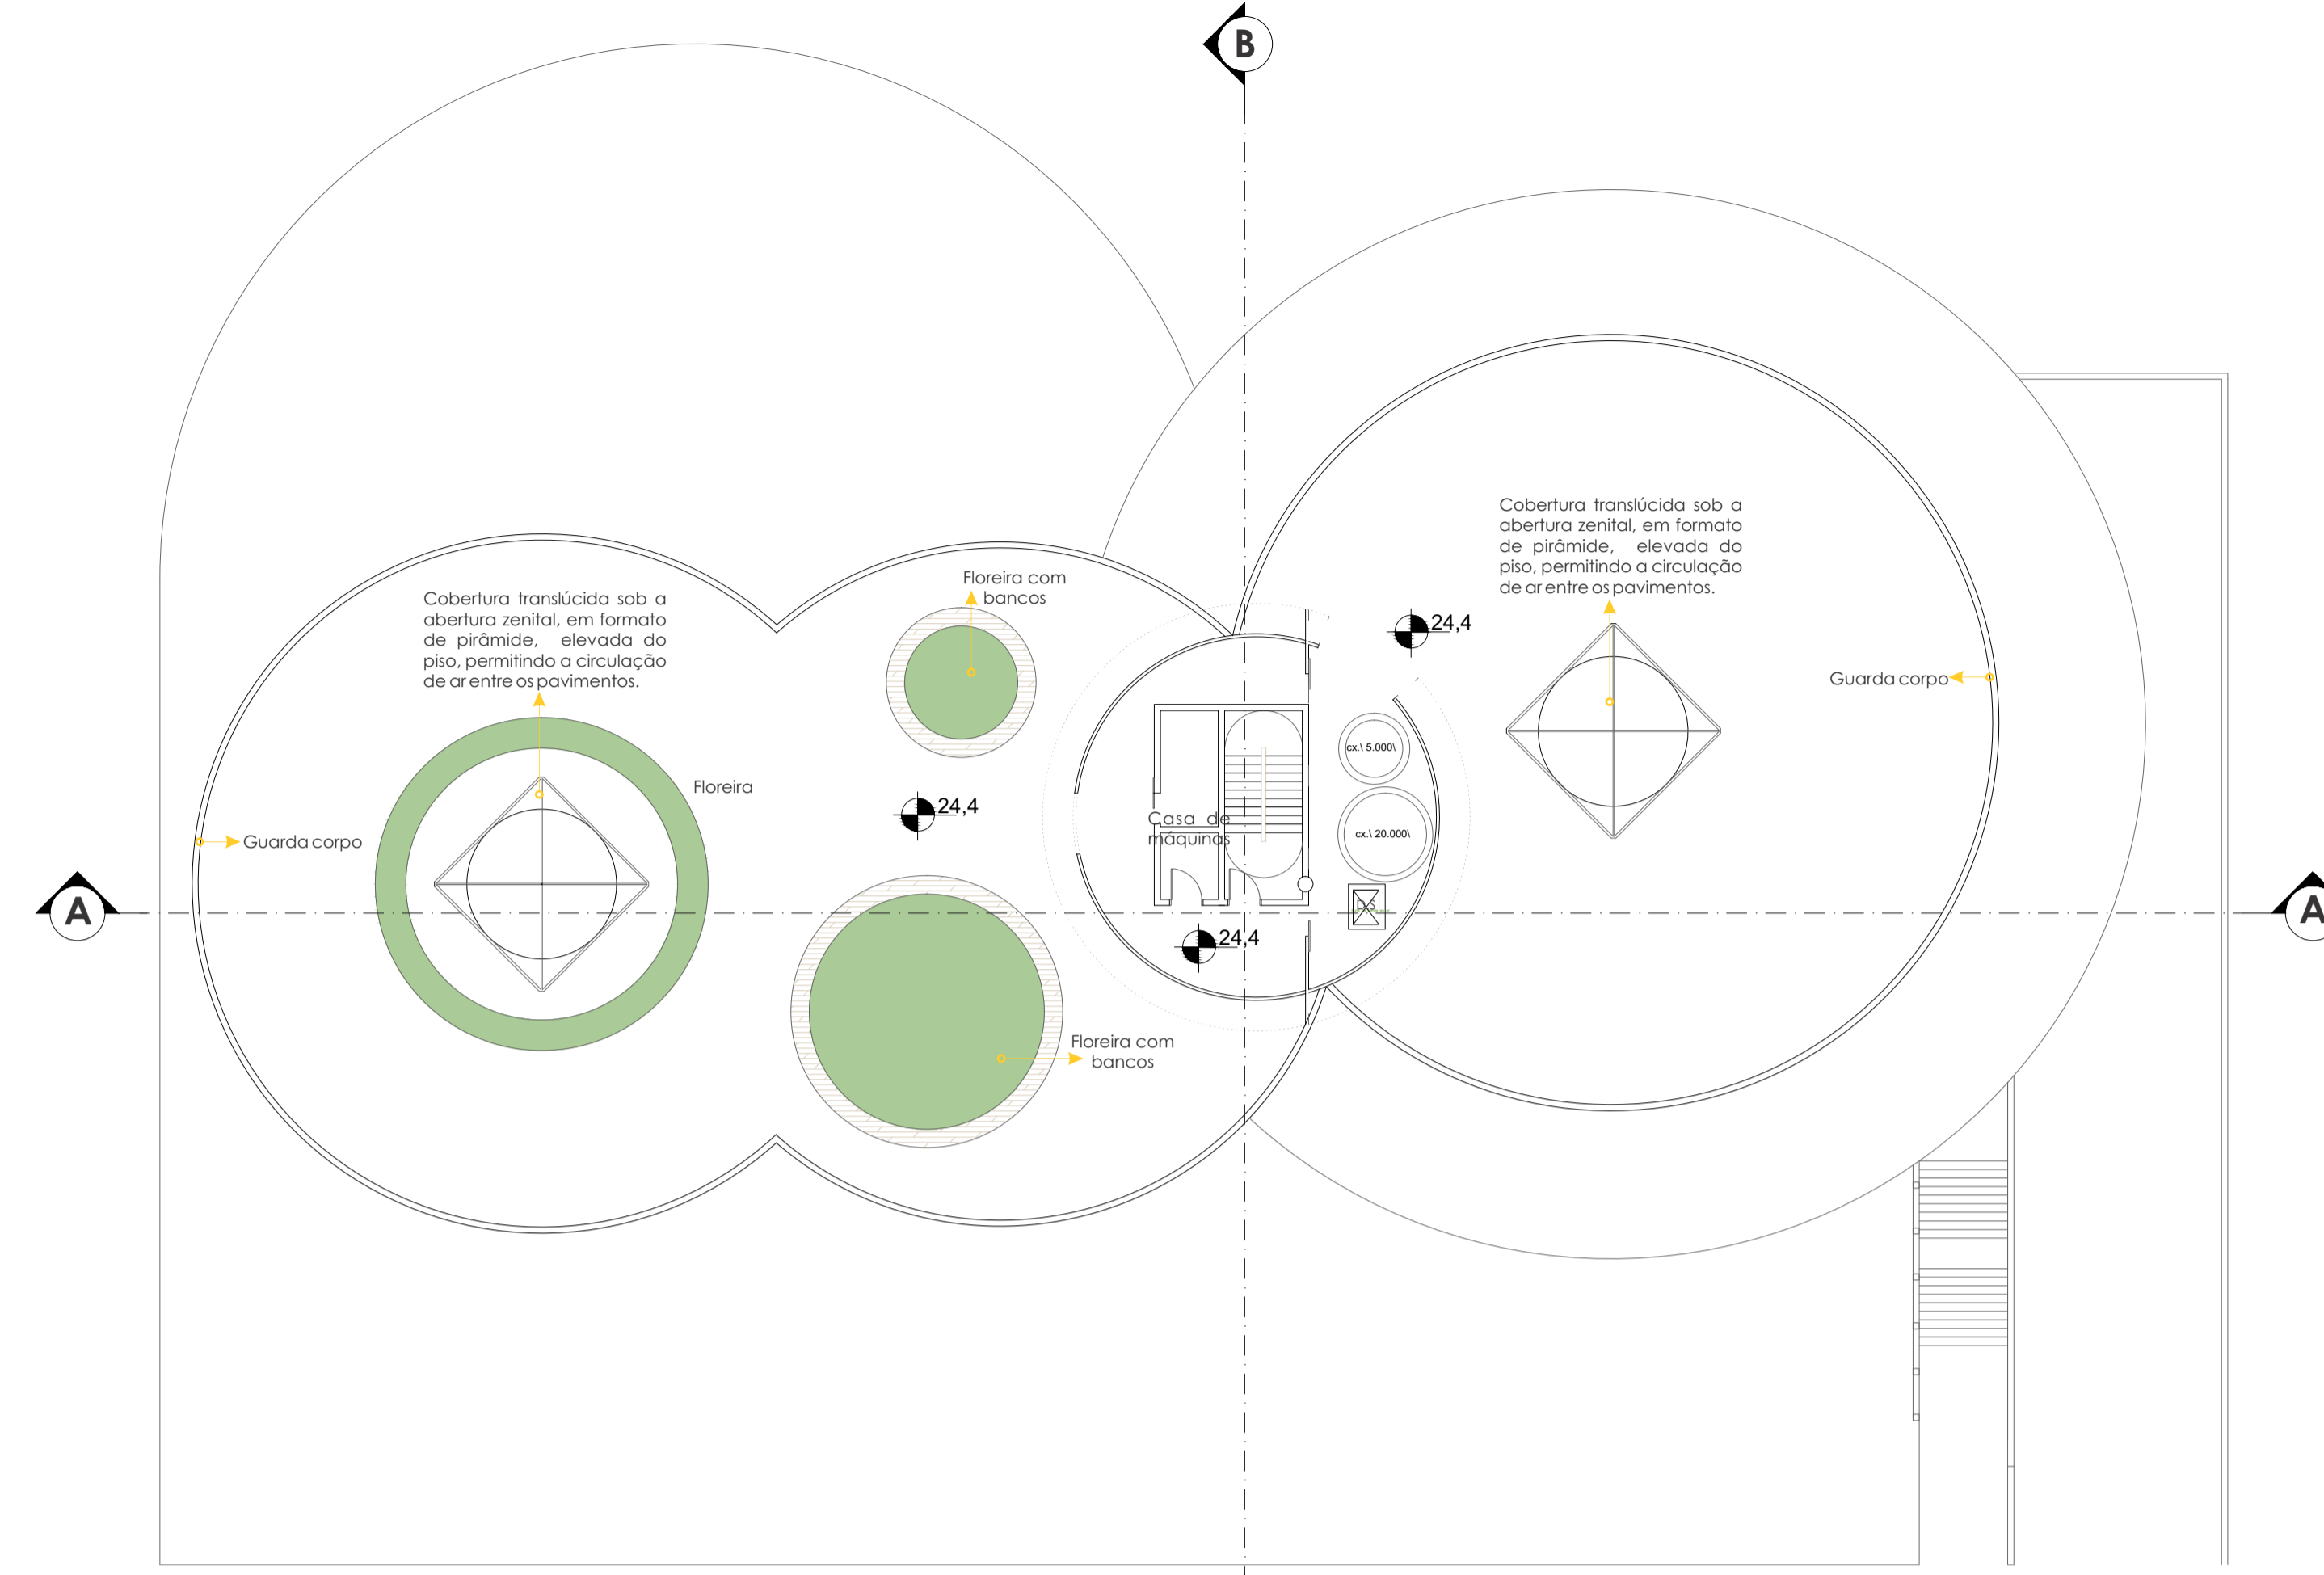 B
Cobertura translúcida sob a
abertura zenital, em formato
de pirâmide, elevada do
piso, permitindo a circulação
de ar entre os pavimentos.
Floreira com
bancos
Cobertura translúcida sob a
abertura zenital, em formato
de pirâmide, elevada do
piso, permitindo a circulação
de ar entre os pavimentos.
24,4
Guarda corpo
cx.\ 5.000\
Floreira
24,4
Casa de
máquinas
cx.\ 20.000\
Guarda corpo
A
D/S
A
24,4
Floreira com
bancos